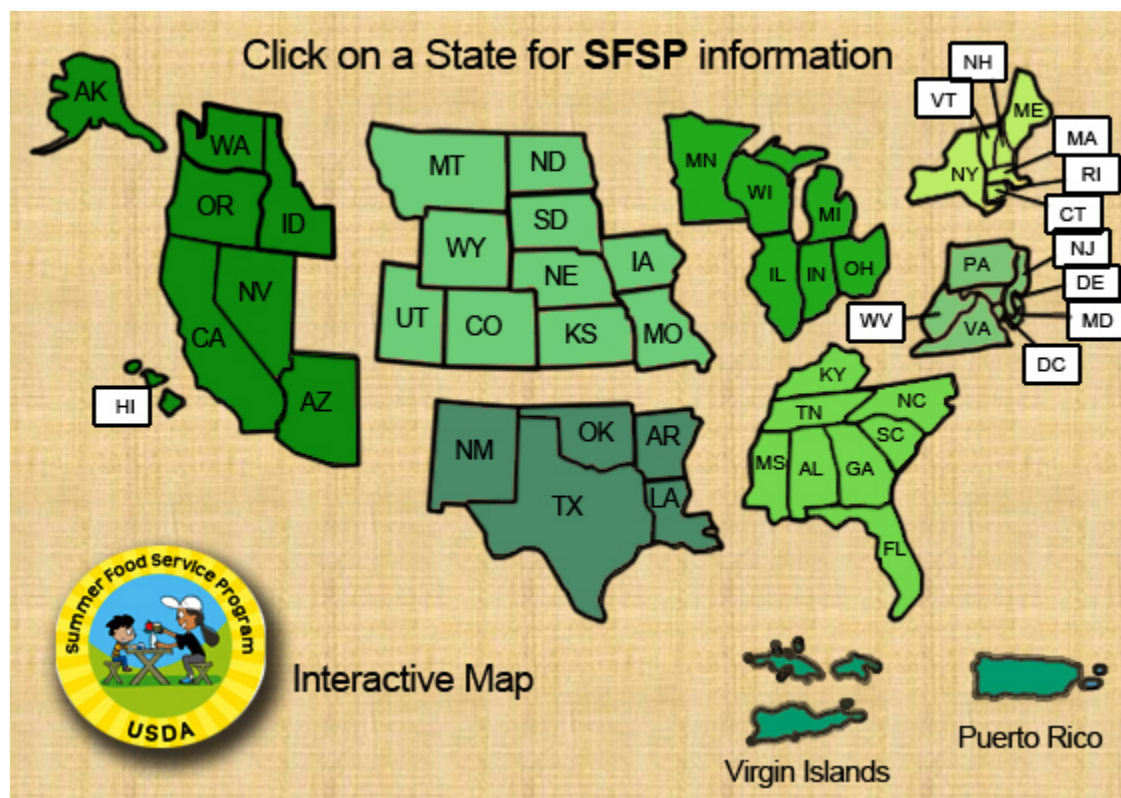 Click on a State for SFSP information
NH
AK
VT
ME
WA
MT
ND
MN
MA
WI
NY
RI
OR
ID
SD
MI
CT
WY
NJ
IA
PA
NV
NE
IL
IN
OH
DE
UT
CO
KS
MO
WV
VA
MD
CA
DC
KY
HI
AZ
TN
NC
NM
OK
AR
SC
MS
AL
GA
TX
LA
FL
Summer Food Service Program
USDA
Interactive Map
Puerto Rico
Virgin Islands